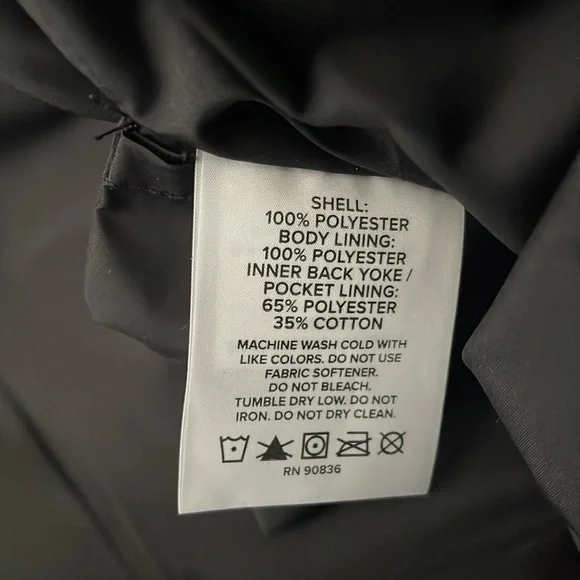 SHELL:
100% POLYESTER
BODY LINING:
100% POLYESTER
INNER BACK YOKE /
POCKET LINING:
65% POLYESTER
35% COTTON
MACHINE WASH COLD WITH
LIKE COLORS. DO NOT USE
FABRIC SOFTENER.
DO NOT BLEACH.
TUMBLE DRY LOW. DO NOT
IRON. DO NOT DRY CLEAN.
RN 90836